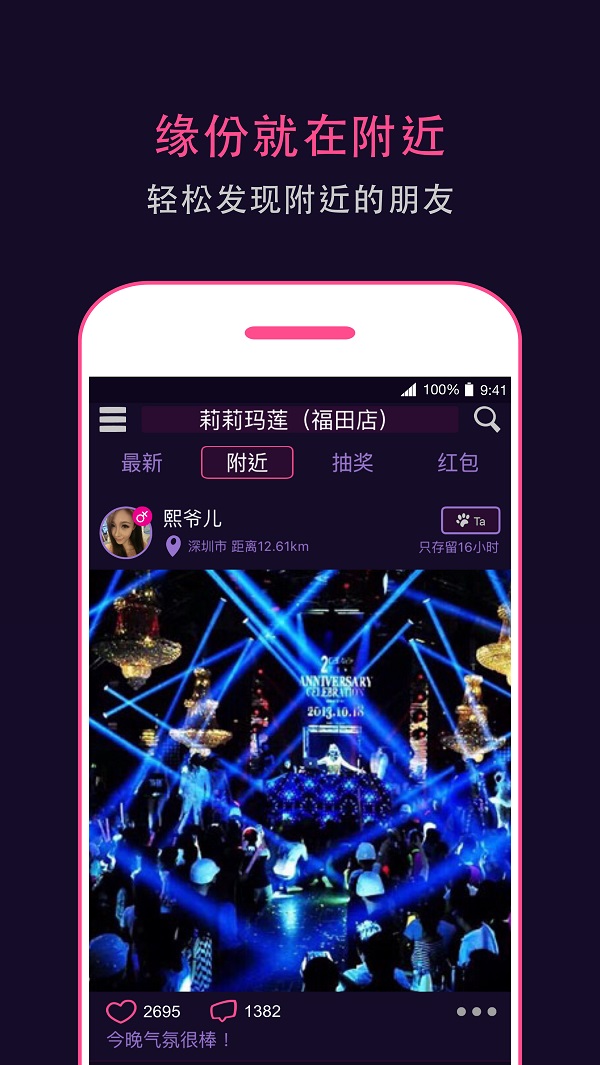 缘份就在附近
轻松发现附近的朋友
100% 9:41
莉莉玛莲（福田店）
最新 附近 抽奖 红包
熙爷儿
Ta
深圳市 距离12.61km
只存留16小时
ANNIVERSARY
CELEBRATION
2013.10.18
2695 1382
今晚气氛很棒！